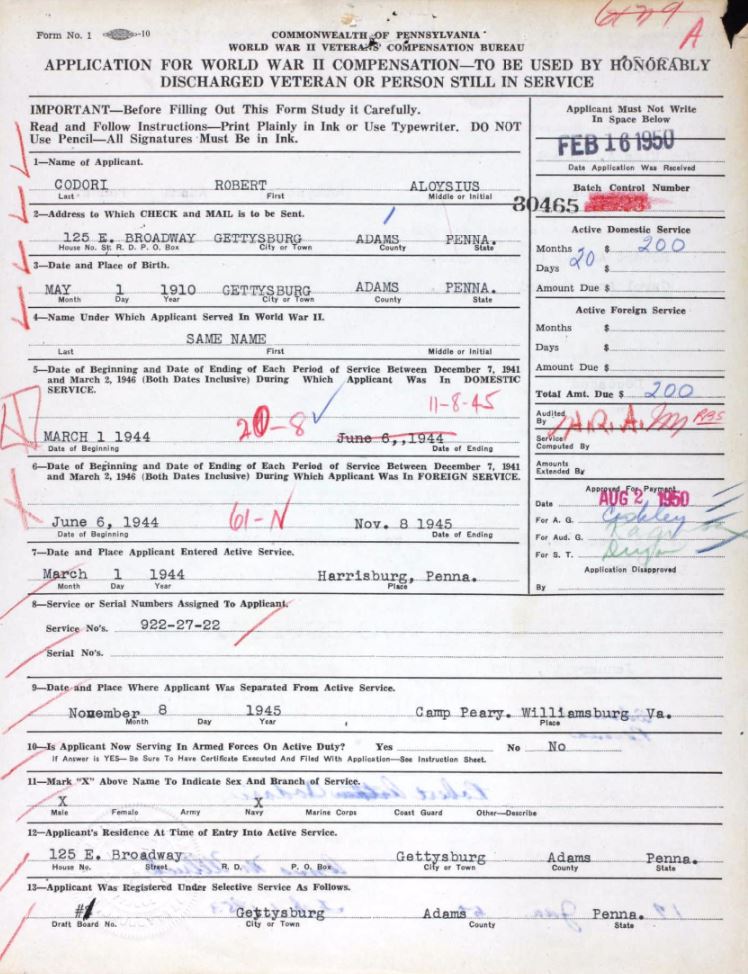 Form No. 1
-10
6279
A
COMMONWEALTH OF PENNSYLVANIA
WORLD WAR II VETERANS' COMPENSATION BUREAU
APPLICATION FOR WORLD WAR II COMPENSATION—TO BE USED BY HONORABLY
DISCHARGED VETERAN OR PERSON STILL IN SERVICE
IMPORTANT—Before Filling Out This Form Study it Carefully.
Read and Follow Instructions—Print Plainly in Ink or Use Typewriter. DO NOT
Use Pencil—All Signatures Must Be in Ink.
1—Name of Applicant.
CODORI ROBERT ALOYSIUS
Last First Middle or Initial
2—Address to Which CHECK and MAIL is to be Sent.
125 E. BROADWAY GETTYSBURG ADAMS PENNA.
House No. St. R. D. P. O. Box City or Town County State
3—Date and Place of Birth.
MAY 1 1910 GETTYSBURG ADAMS PENNA.
Month Day Year City or Town County State
4—Name Under Which Applicant Served In World War II.
SAME NAME
Last First Middle or Initial
5—Date of Beginning and Date of Ending of Each Period of Service Between December 7, 1941
and March 2, 1946 (Both Dates Inclusive) During Which Applicant Was In DOMESTIC
SERVICE.
11-8-45
20-8
MARCH 1 1944 June 6,,1944
Date of Beginning Date of Ending
6—Date of Beginning and Date of Ending of Each Period of Service Between December 7, 1941
and March 2, 1946 (Both Dates Inclusive) During Which Applicant Was In FOREIGN SERVICE.
June 6, 1944 61-N Nov. 8 1945
Date of Beginning Date of Ending
7—Date and Place Applicant Entered Active Service.
March 1 1944 Harrisburg, Penna.
Month Day Year Place
Applicant Must Not Write
In Space Below
FEB 16 1950
Date Application Was Received
Batch Control Number
30465
Active Domestic Service
Months 20 $ 200
Days $
Amount Due $
Active Foreign Service
Months $
Days $
Amount Due $
Total Amt. Due $ 200
Audited
By
Service
Computed By
Amounts
Extended By
Approved For Payment
Date AUG 2 1950
For A. G.
For Aud. G.
For S. T.
Application Disapproved
By
8—Service or Serial Numbers Assigned To Applicant.
Service No's. 922-27-22
Serial No's.
9—Date and Place Where Applicant Was Separated From Active Service.
November 8 1945 Camp Peary. Williamsburg Va.
Month Day Year Place
10—Is Applicant Now Serving In Armed Forces On Active Duty? Yes No No
If Answer is YES—Be Sure To Have Certificate Executed And Filed With Application—See Instruction Sheet.
11—Mark "X" Above Name To Indicate Sex And Branch of Service.
X X
Male Female Army Navy Marine Corps Coast Guard Other—Describe
12—Applicant's Residence At Time of Entry Into Active Service.
125 E. Broadway Gettysburg Adams Penna.
House No. Street R. D. P. O. Box City or Town County State
13—Applicant Was Registered Under Selective Service As Follows.
#1 Gettysburg Adams Penna.
Draft Board No. City or Town County State